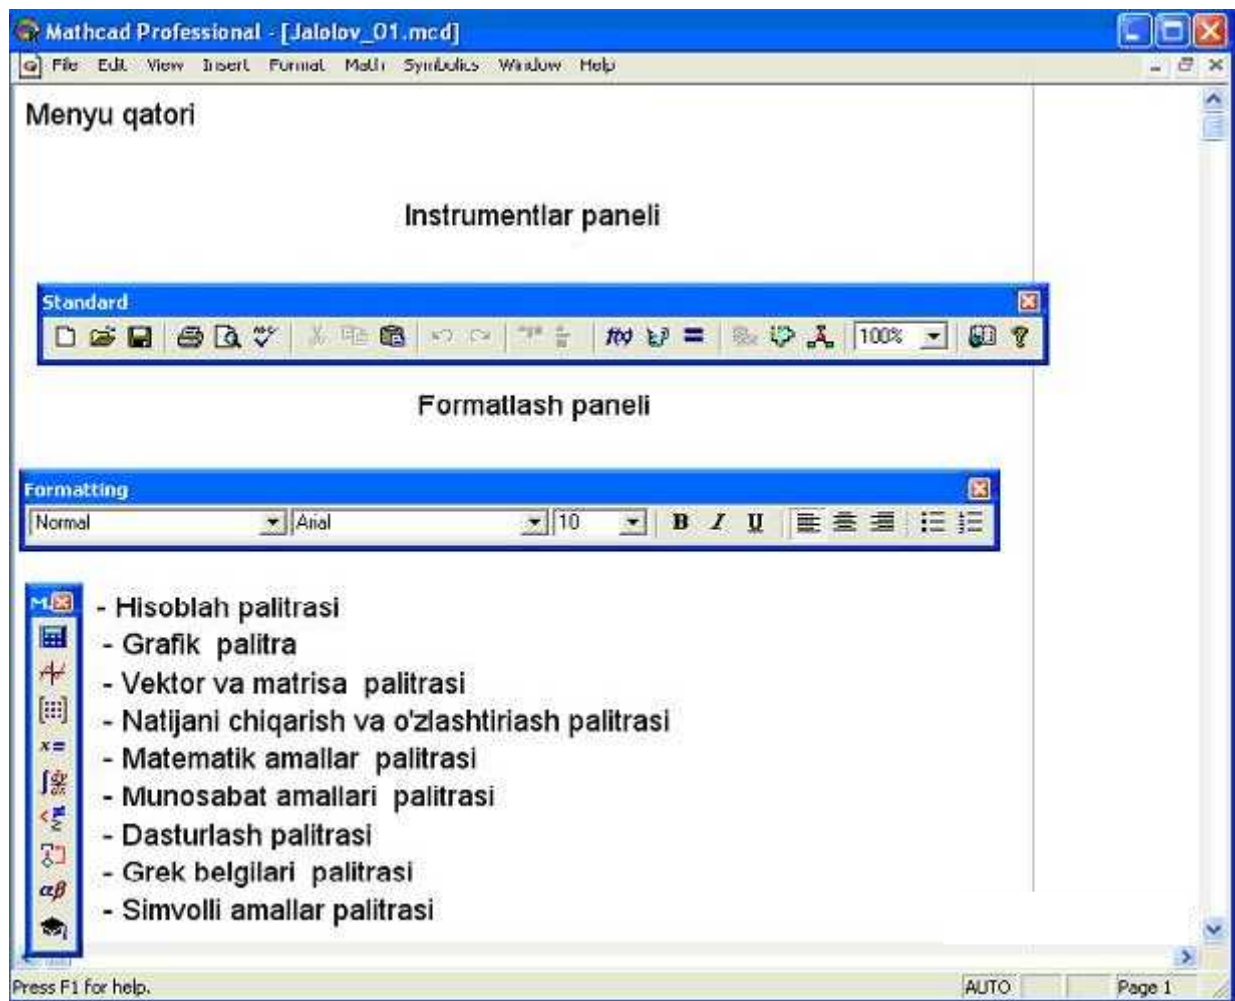 Mathcad Professional - [Jalolov_01.mcd]
File Edit View Insert Format Math Symbolics Window Help
Menyu qatori
Instrumentlar paneli
Standard
100%
Formatlash paneli
Formatting
Normal Arial 10 B I U
- Hisoblah palitrasi
- Grafik palitra
- Vektor va matrisa palitrasi
- Natijani chiqarish va o'zlashtiriash palitrasi
- Matematik amallar palitrasi
- Munosabat amallari palitrasi
- Dasturlash palitrasi
- Grek belgilari palitrasi
- Simvolli amallar palitrasi
Press F1 for help. AUTO Page 1